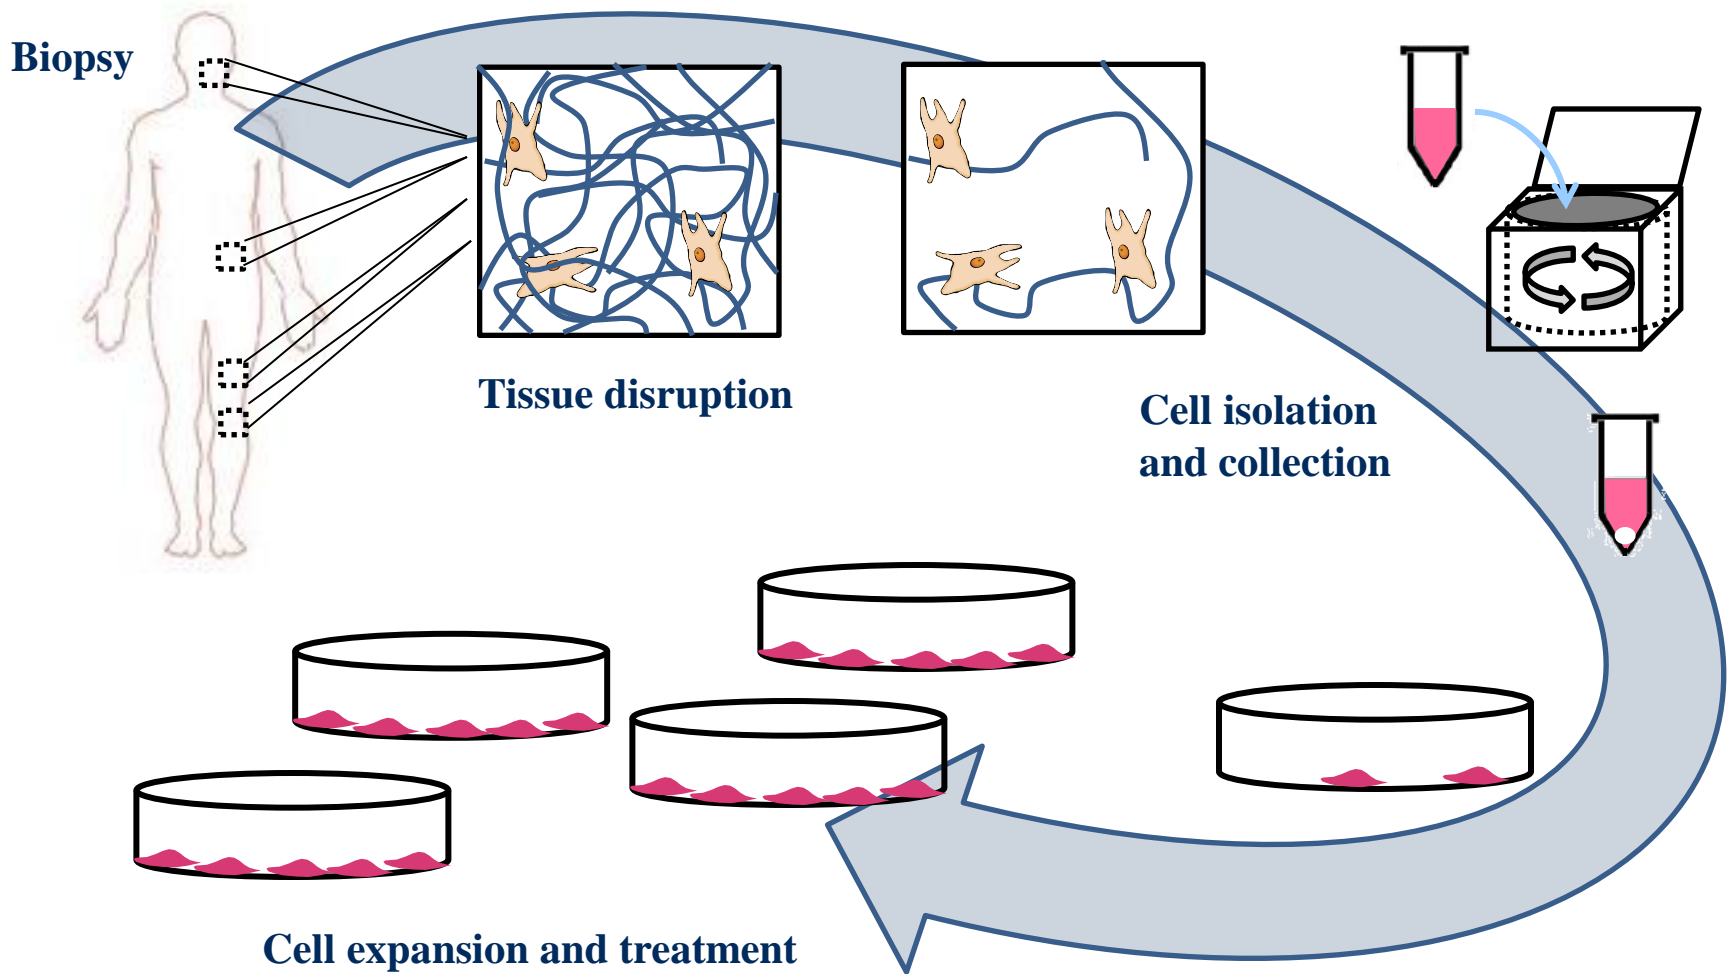 Biopsy
Tissue disruption
Cell isolation
and collection
Cell expansion and treatment